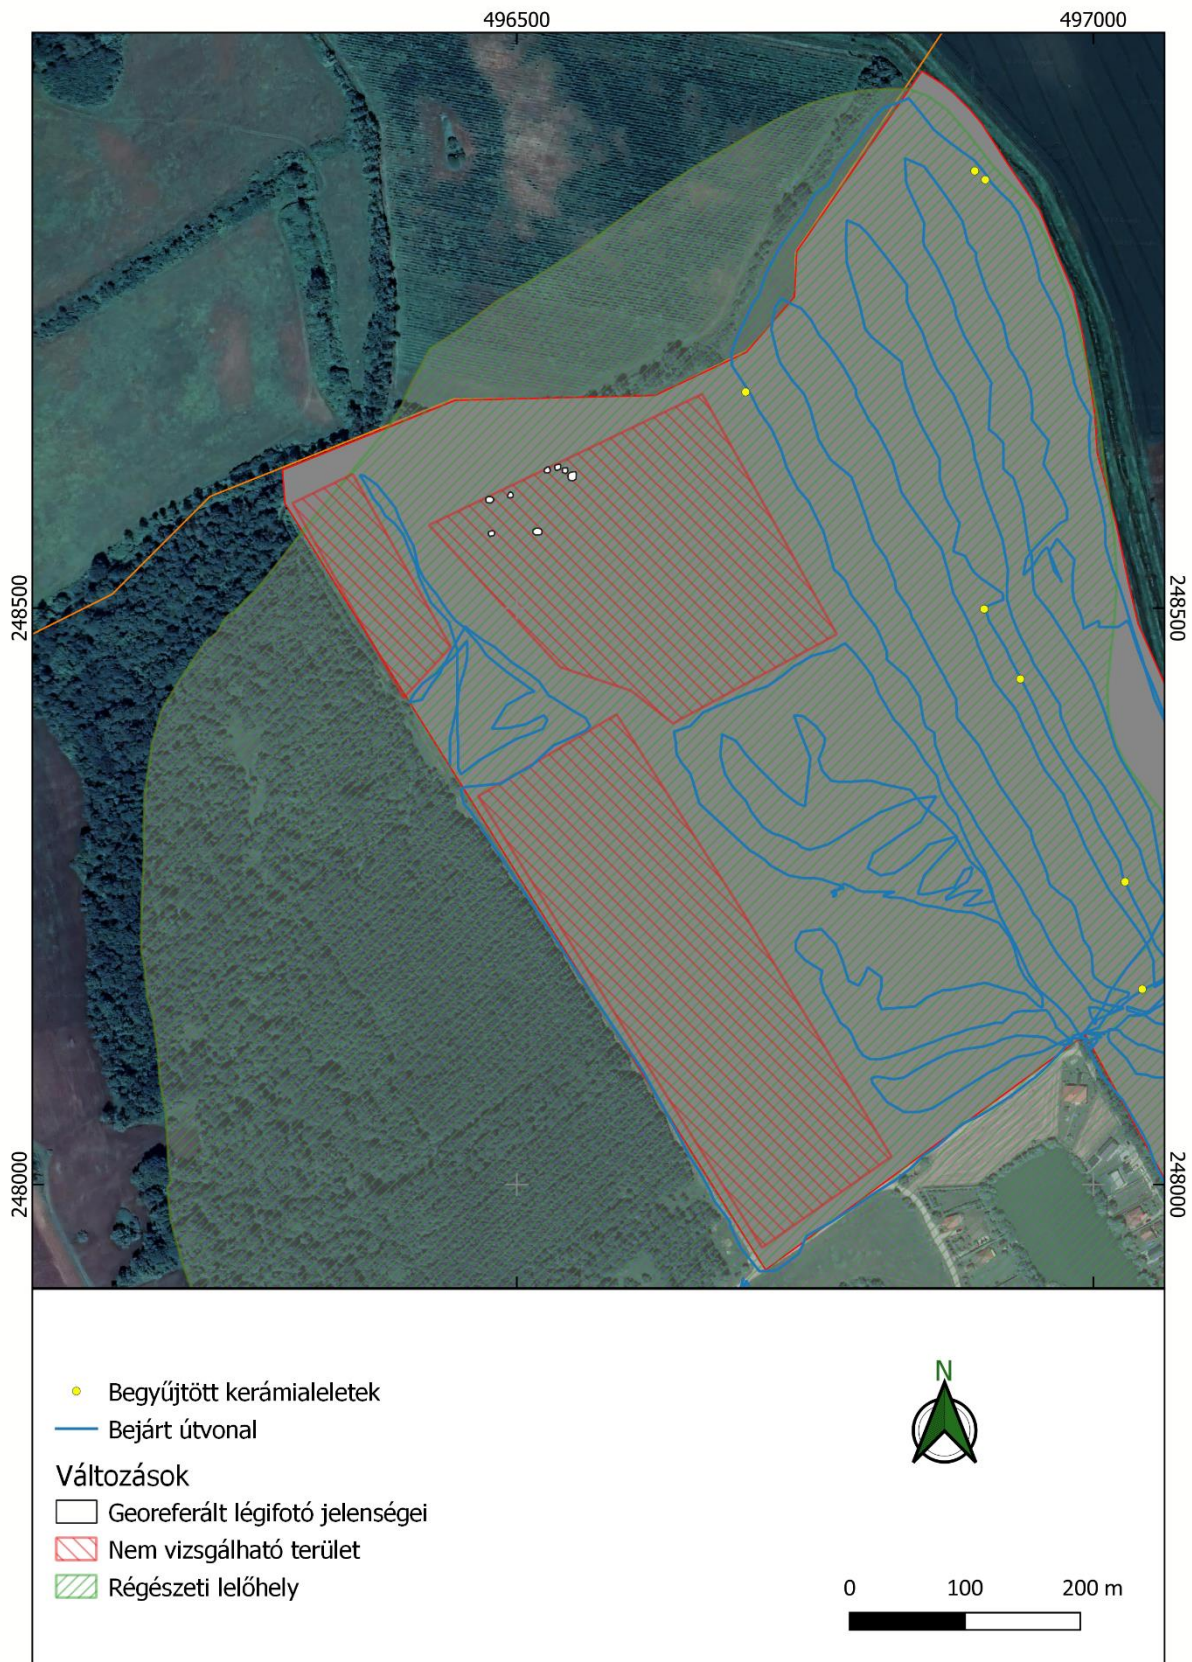 496500 497000
248500 248500
248000 248000
Begyűjtött kerámialeletek
Bejárt útvonal
Változások
Georeferált légifotó jelenségei
Nem vizsgálható terület
Régészeti lelőhely
N
0 100 200 m